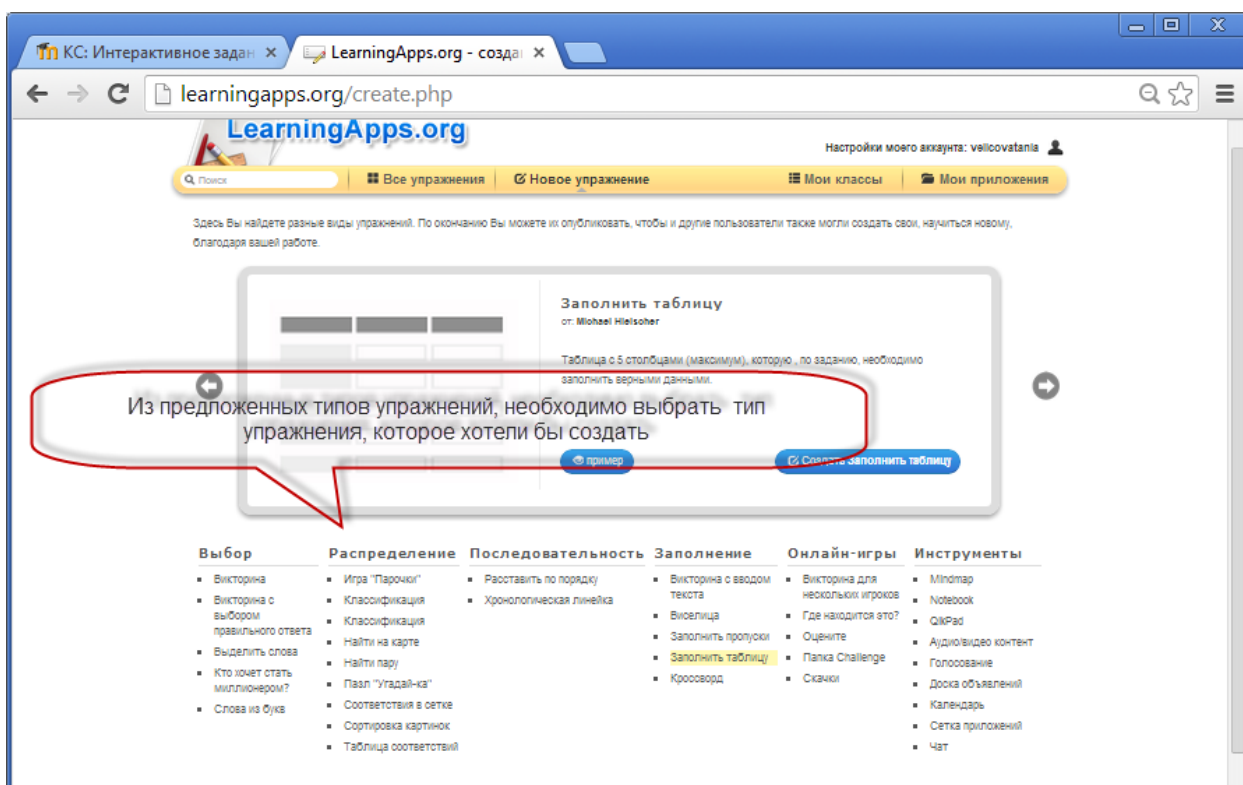 КС: Интерактивное задан
LearningApps.org - созда
learningapps.org/create.php
LearningApps.org
Настройки моего аккаунта: velicovatania
Поиск
Все упражнения
Новое упражнение
Мои классы
Мои приложения
Здесь Вы найдете разные виды упражнений. По окончанию Вы можете их опубликовать, чтобы и другие пользователи также могли создать свои, научиться новому,
благодаря вашей работе.
Заполнить таблицу
от: Michael Hielscher
Таблица с 5 столбцами (максимум), которую , по заданию, необходимо
заполнить верными данными.
Из предложенных типов упражнений, необходимо выбрать тип
упражнения, которое хотели бы создать
пример
Создать Заполнить таблицу
Выбор
Викторина
Викторина с
выбором
правильного ответа
Выделить слова
Кто хочет стать
миллионером?
Слова из букв
Распределение
Игра "Парочки"
Классификация
Классификация
Найти на карте
Найти пару
Пазл "Угадай-ка"
Соответствия в сетке
Сортировка картинок
Таблица соответствий
Последовательность
Расставить по порядку
Хронологическая линейка
Заполнение
Викторина с вводом
текста
Виселица
Заполнить пропуски
Заполнить таблицу
Кроссворд
Онлайн-игры
Викторина для
нескольких игроков
Где находится это?
Оцените
Папка Challenge
Скачки
Инструменты
Mindmap
Notebook
QikPad
Аудио/видео контент
Голосование
Доска объявлений
Календарь
Сетка приложений
Чат